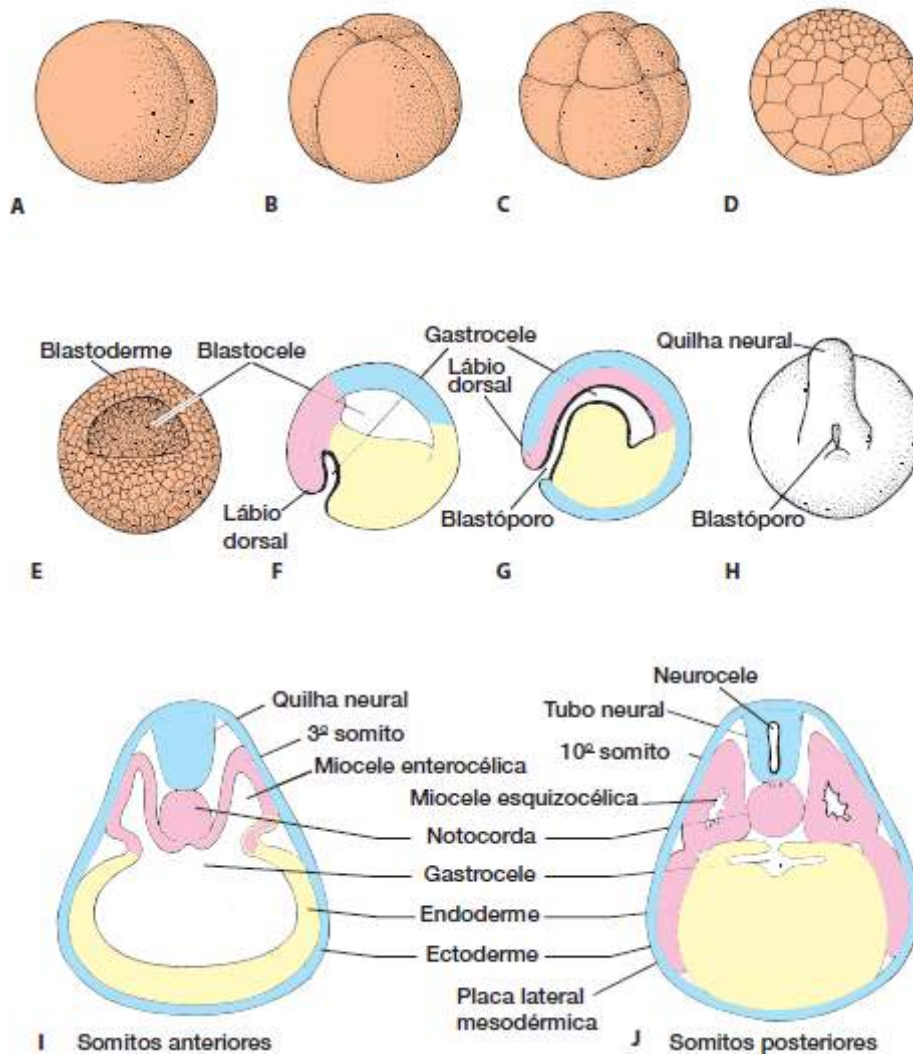 A
B
C
D
Blastoderme
Blastocele
Gastrocele
Lábio
dorsal
Quilha neural
Lábio
dorsal
Blastóporo
Blastóporo
E
F
G
H
Neurocele
Quilha neural
Tubo neural
3º somito
10º somito
Miocele enterocélica
Miocele esquizocélica
Notocorda
Gastrocele
Endoderme
Ectoderme
Placa lateral
mesodérmica
I Somitos anteriores
J Somitos posteriores